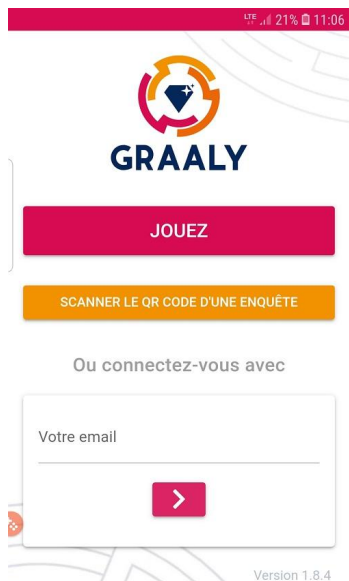 LTE 21% 11:06
GRAALY
JOUEZ
SCANNER LE QR CODE D'UNE ENQUÊTE
Ou connectez-vous avec
Votre email
Version 1.8.4